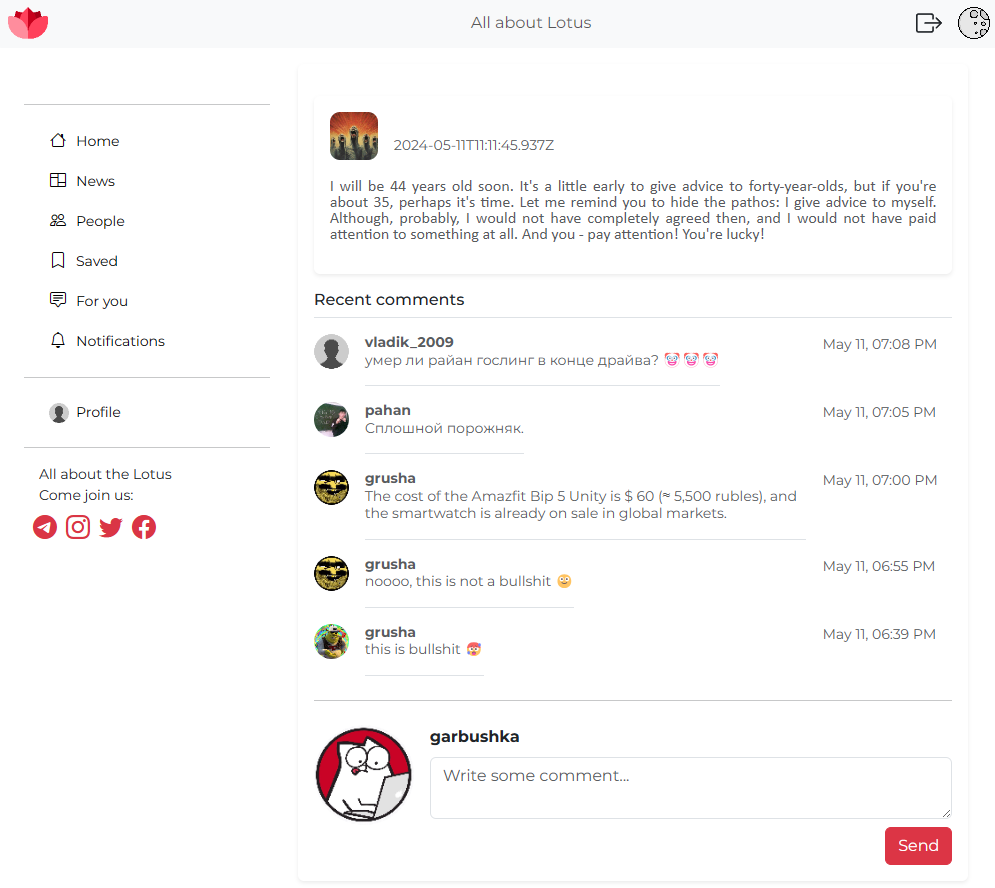 All about Lotus
Home
News
People
Saved
For you
Notifications
Profile
All about the Lotus
Come join us:
2024-05-11T11:11:45.937Z
I will be 44 years old soon. It's a little early to give advice to forty-year-olds, but if you're
about 35, perhaps it's time. Let me remind you to hide the pathos: I give advice to myself.
Although, probably, I would not have completely agreed then, and I would not have paid
attention to something at all. And you - pay attention! You're lucky!
Recent comments
vladik_2009
May 11, 07:08 PM
умер ли райан гослинг в конце драйва? 🤡🤡🤡
pahan
May 11, 07:05 PM
Сплошной порожняк.
grusha
May 11, 07:00 PM
The cost of the Amazfit Bip 5 Unity is $ 60 (≈ 5,500 rubles), and
the smartwatch is already on sale in global markets.
grusha
May 11, 06:55 PM
noooo, this is not a bullshit
grusha
May 11, 06:39 PM
this is bullshit
garbushka
Write some comment...
Send